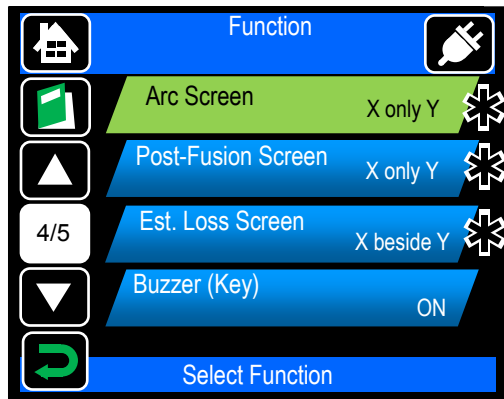 Function
Arc Screen
X only Y
Post-Fusion Screen
X only Y
4/5
Est. Loss Screen
X beside Y
Buzzer (Key)
ON
Select Function